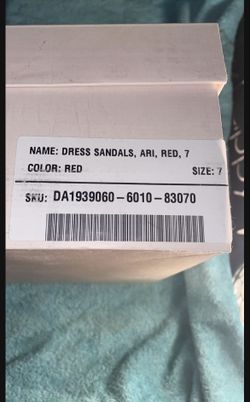 NAME: DRESS SANDALS, ARI, RED, 7
COLOR: RED SIZE: 7
SKU: DA1939060-6010-83070